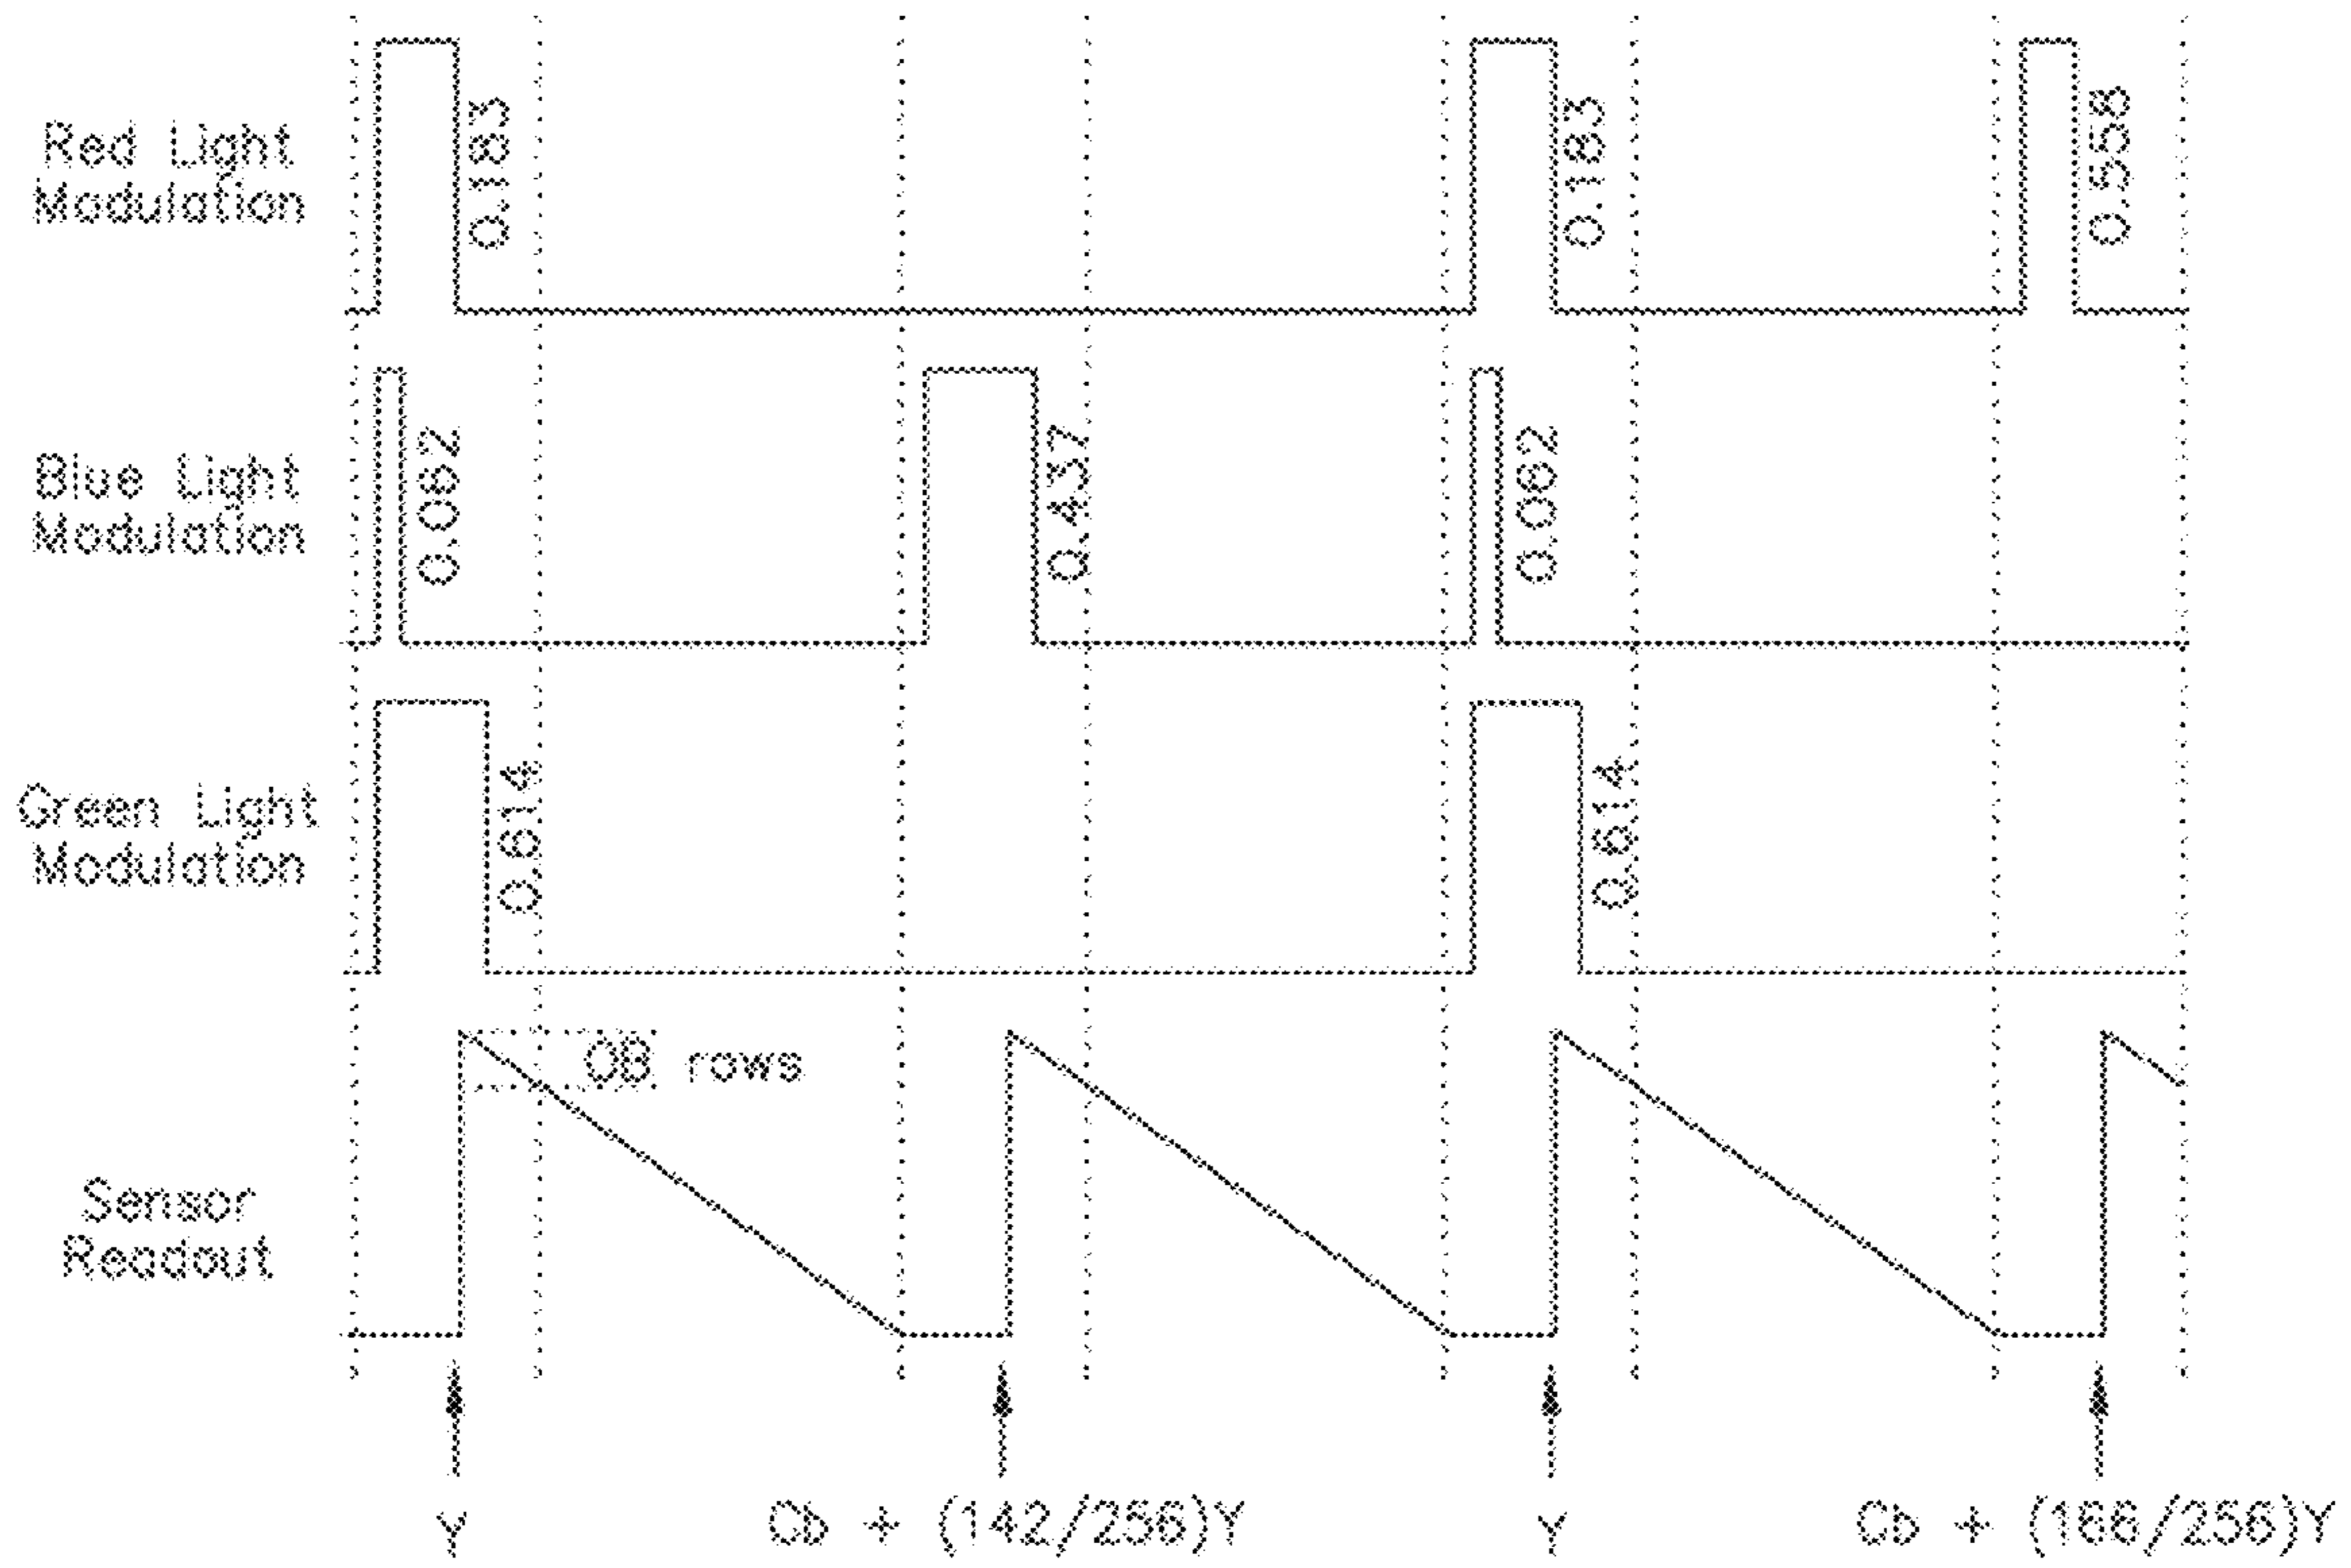 Red Light
Modulation
0.183
0.183
0.558
Blue Light
Modulation
0.062
0.437
0.062
Green Light
Modulation
0.614
0.614
OB rows
Sensor
Readout
Y
Cb + (142/256)Y
Y
Cb + (166/256)Y